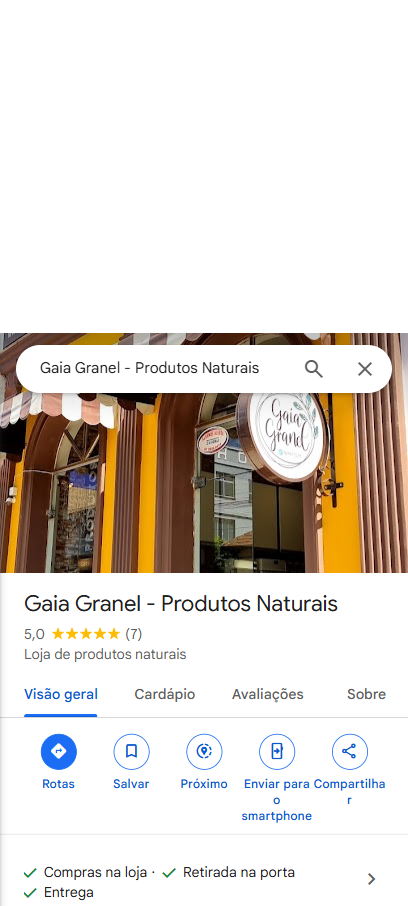 Gaia Granel - Produtos Naturais
Gaia
Granel
Gaia Granel - Produtos Naturais
5,0 ★★★★★ (7)
Loja de produtos naturais
Visão geral
Cardápio
Avaliações
Sobre
Rotas
Salvar
Próximo
Enviar para
o
smartphone
Compartilha
r
Compras na loja · Retirada na porta
Entrega